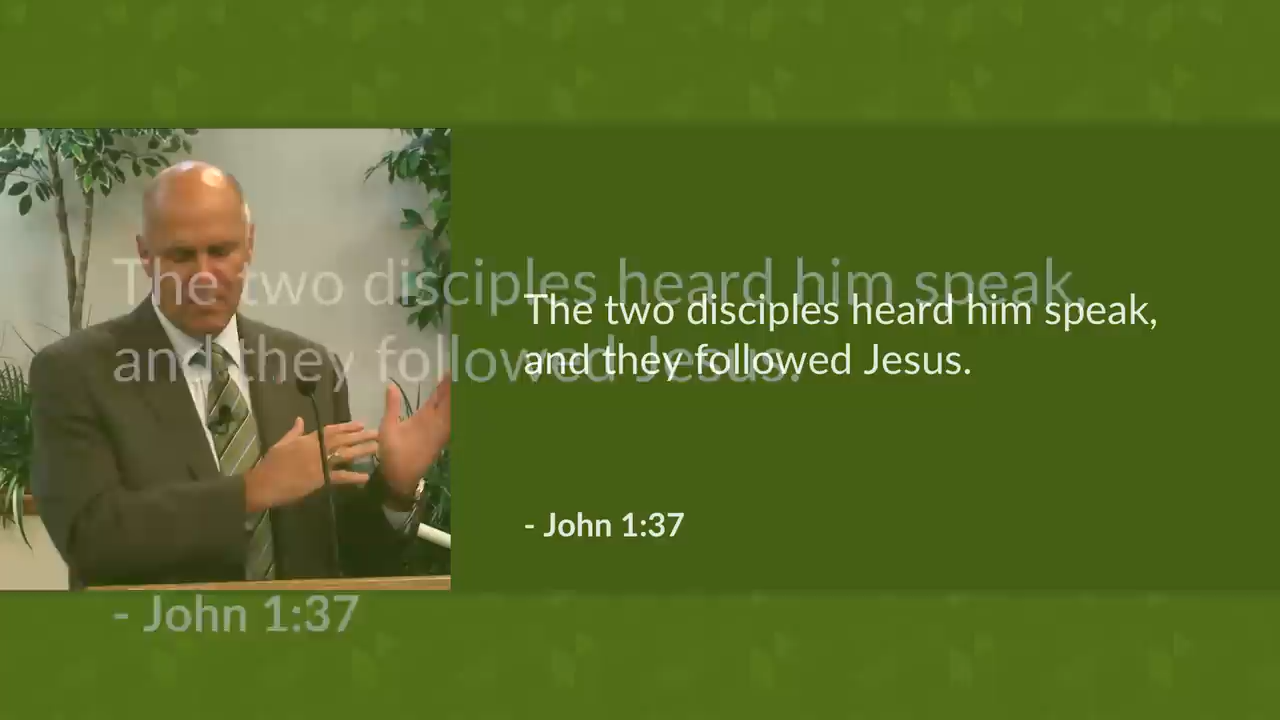 The two disciples heard him speak,
and they followed Jesus.
- John 1:37
The two disciples heard him speak,
and they followed Jesus.
- John 1:37